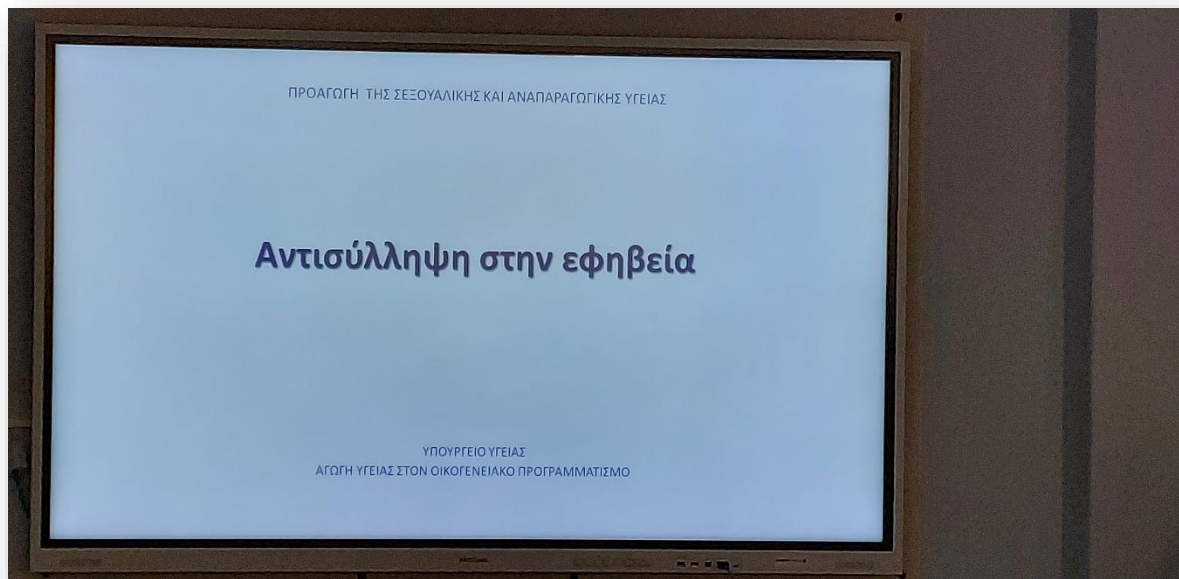 ΠΡΟΑΓΩΓΗ ΤΗΣ ΣΕΞΟΥΑΛΙΚΗΣ ΚΑΙ ΑΝΑΠΑΡΑΓΩΓΙΚΗΣ ΥΓΕΙΑΣ
Αντισύλληψη στην εφηβεία
ΥΠΟΥΡΓΕΙΟ ΥΓΕΙΑΣ
ΑΓΩΓΗ ΥΓΕΙΑΣ ΣΤΟΝ ΟΙΚΟΓΕΝΕΙΑΚΟ ΠΡΟΓΡΑΜΜΑΤΙΣΜΟ